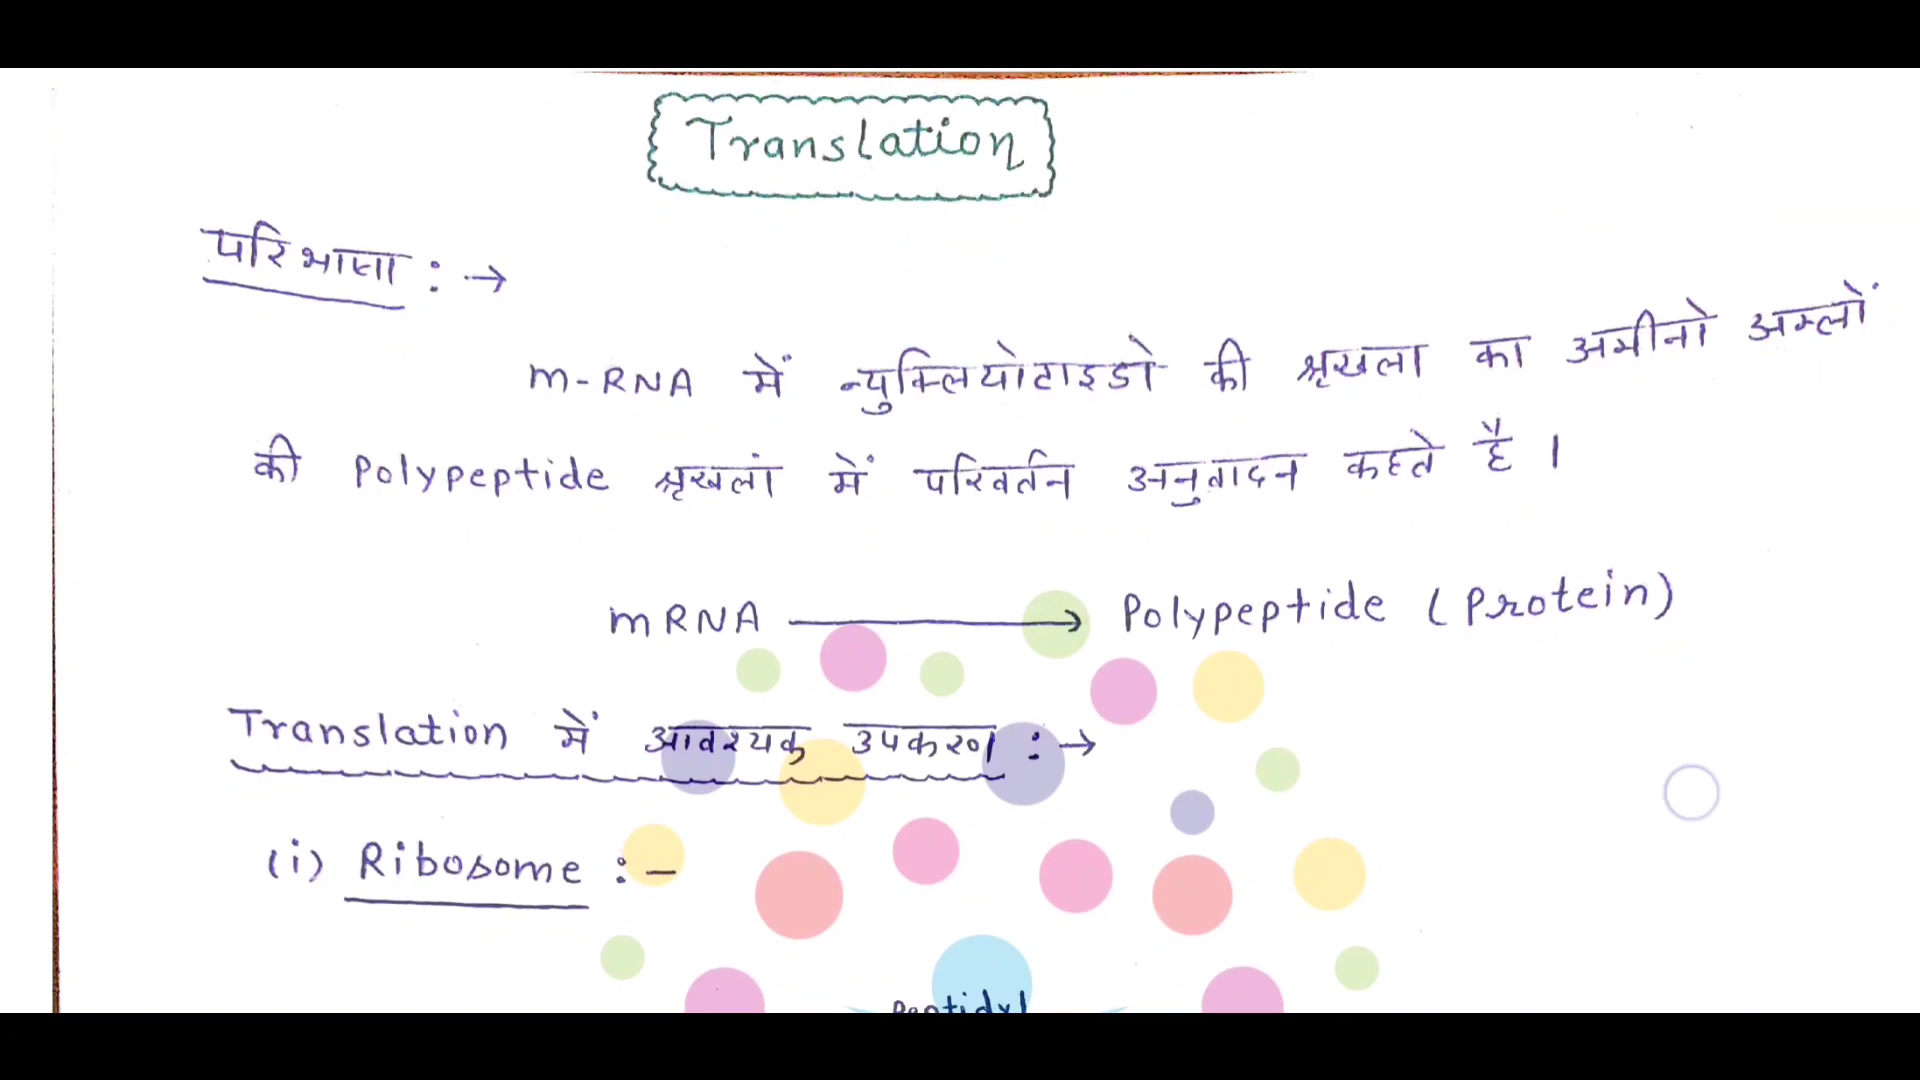 Translation
परिभाषा :→
m-RNA में न्युक्लियोटाइडो की श्रृखला का अमीनो अम्लों
की Polypeptide श्रृखलां में परिवर्तन अनुवादन कहते है ।
mRNA → Polypeptide (Protein)
Translation में आवश्यक उपकरण :→
(i) Ribosome :-
Peptidyl